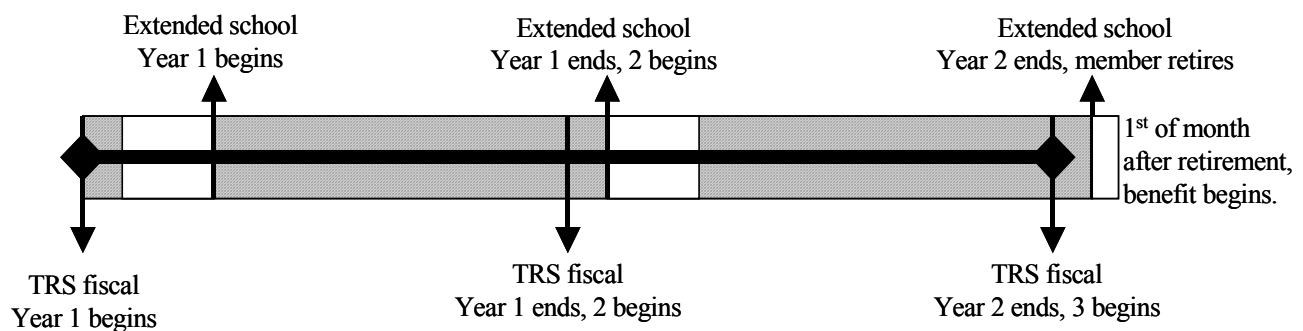 Extended school
Year 1 begins
Extended school
Year 1 ends, 2 begins
Extended school
Year 2 ends, member retires
1st of month
after retirement,
benefit begins.
TRS fiscal
Year 1 begins
TRS fiscal
Year 1 ends, 2 begins
TRS fiscal
Year 2 ends, 3 begins